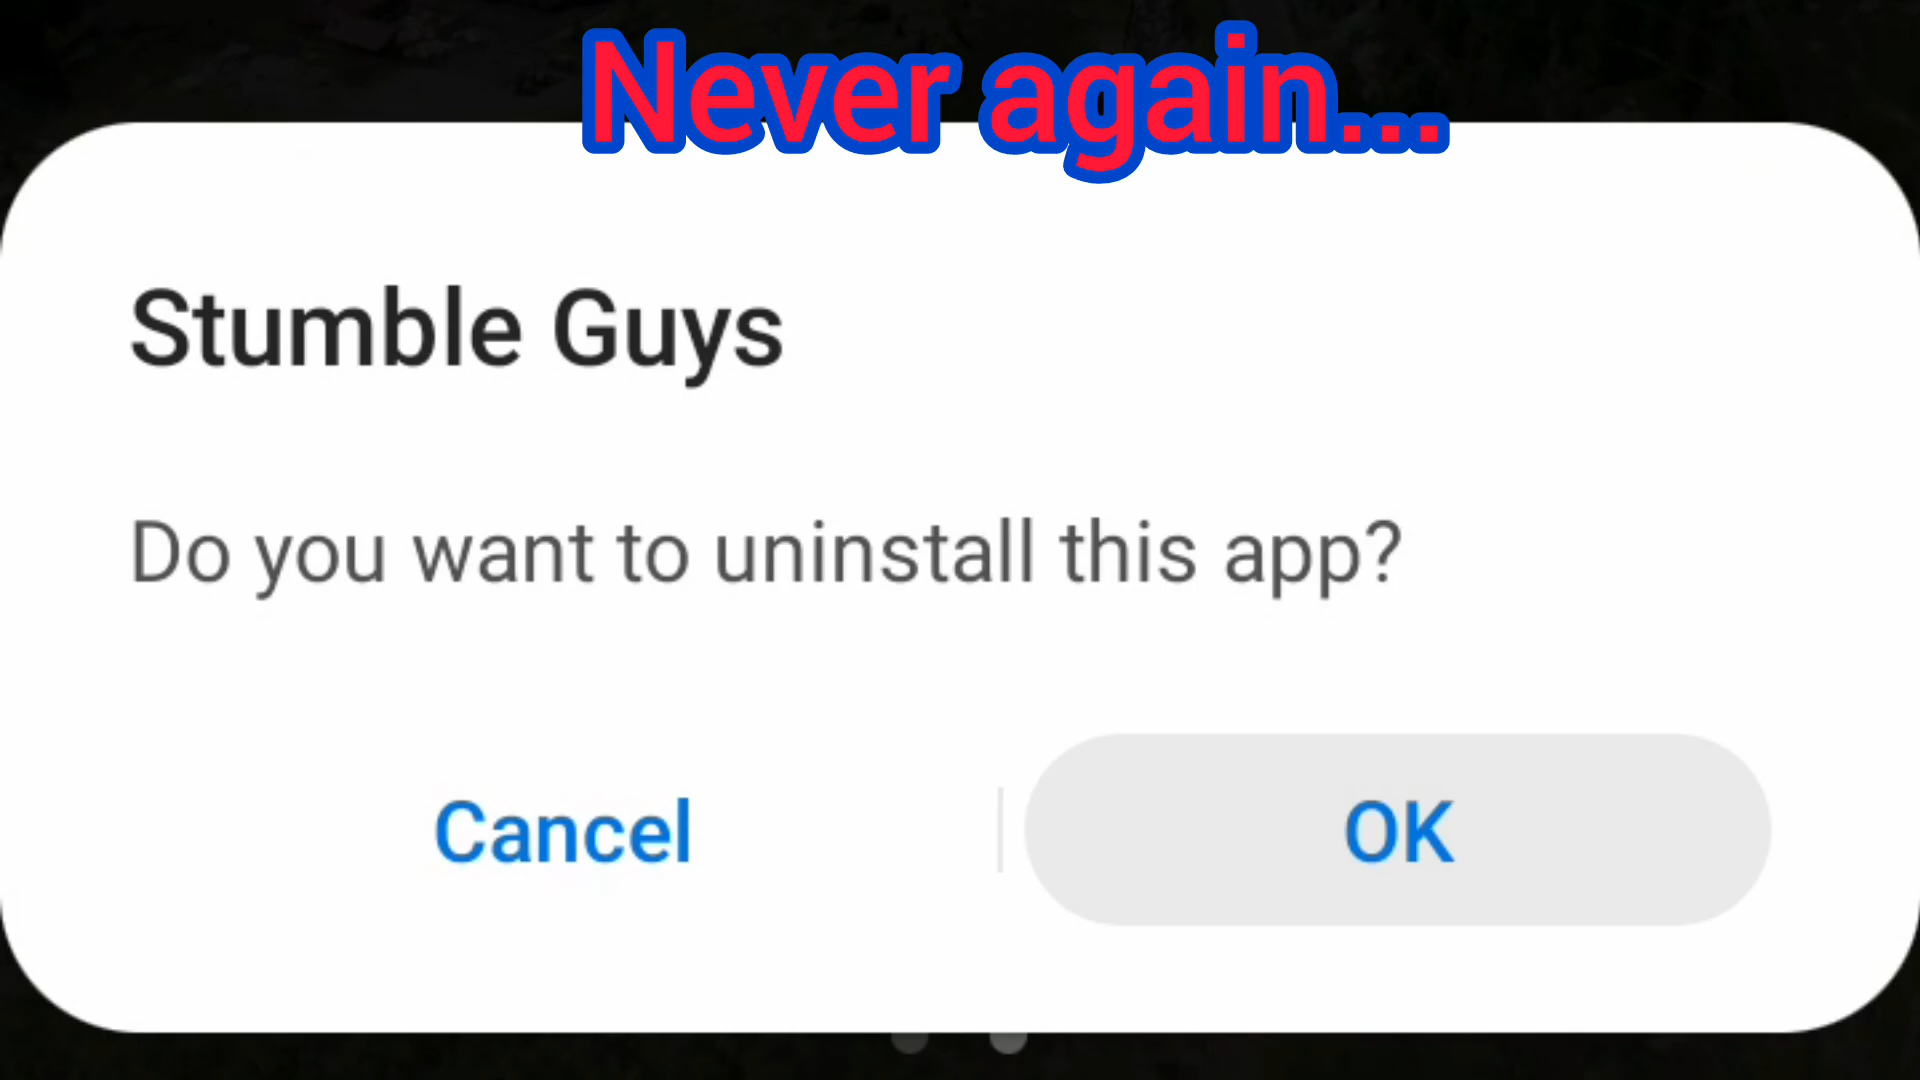 Never again...
Stumble Guys
Do you want to uninstall this app?
Cancel
OK